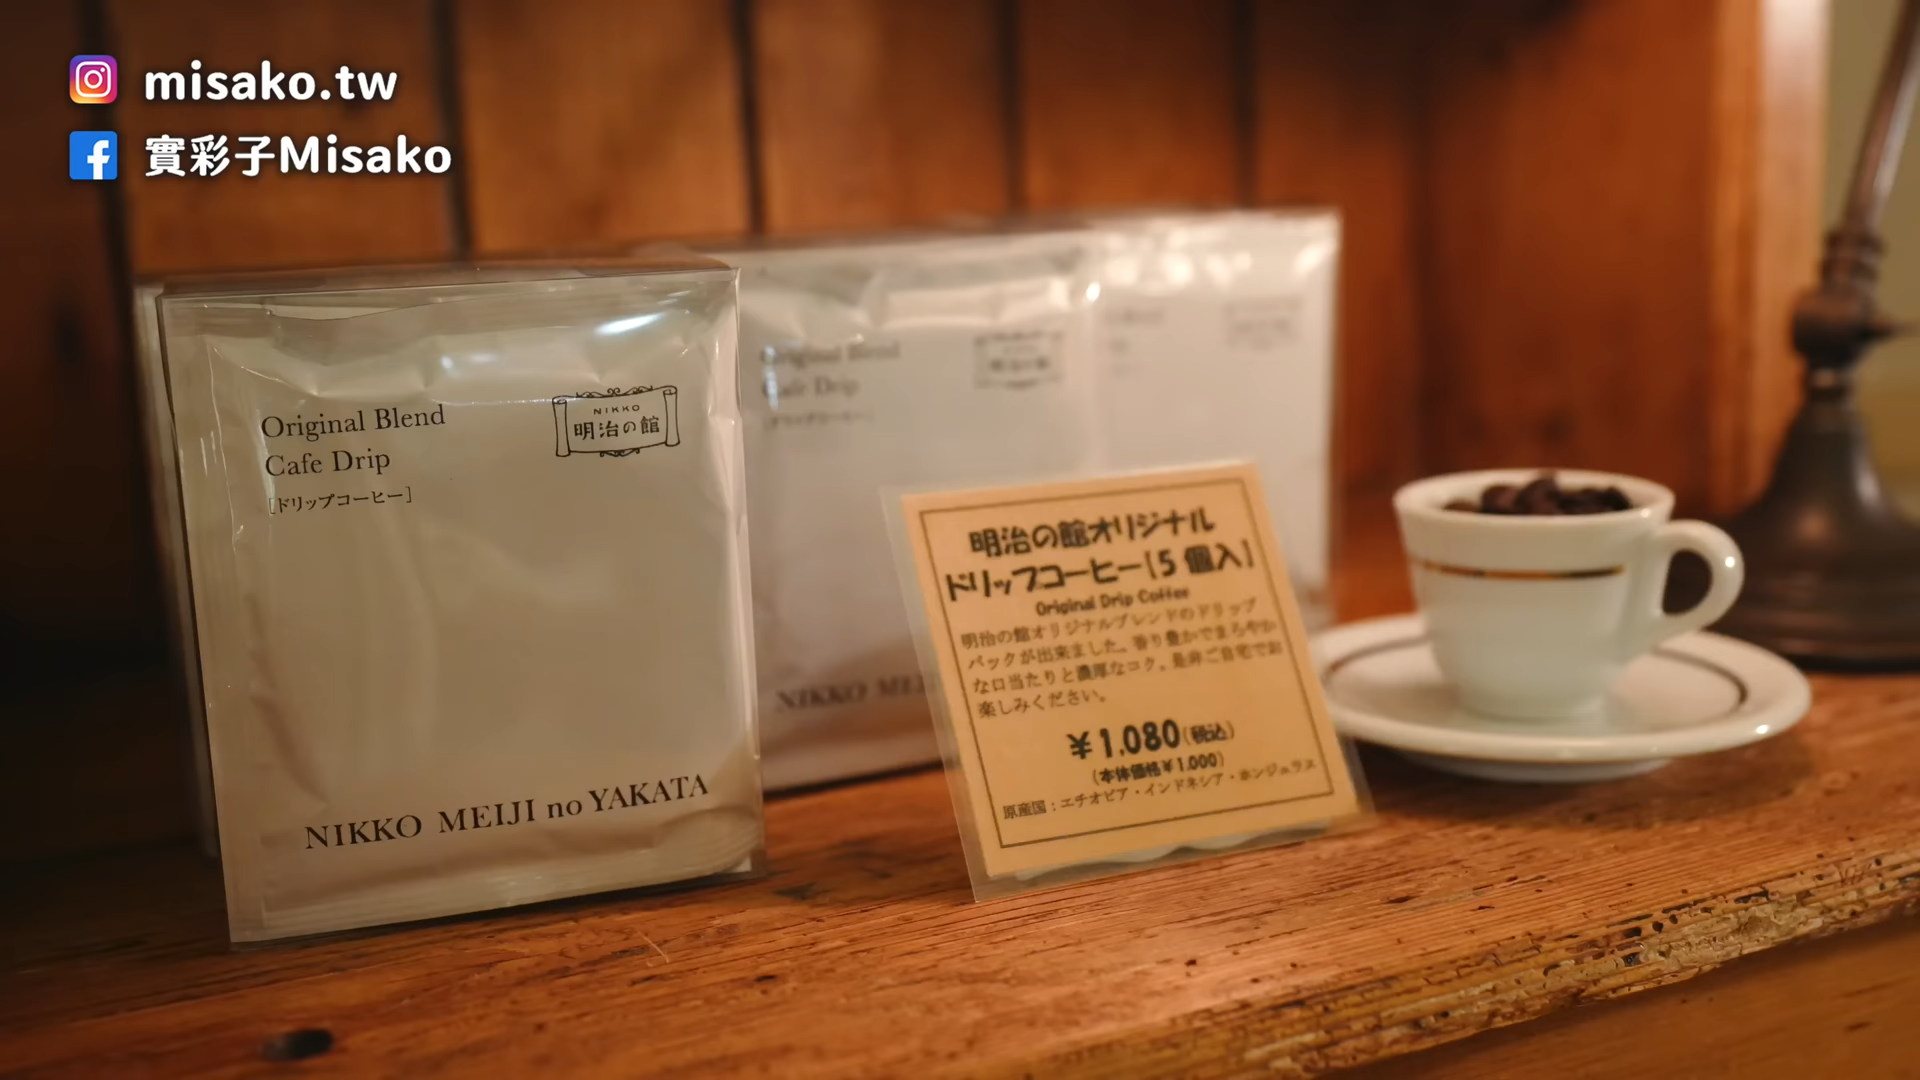 misako.tw
實彩子Misako
Original Blend
Cafe Drip
[ドリップコーヒー]
NIKKO
明治の館
NIKKO MEIJI no YAKATA
Original Blend
Cafe Drip
NIKKO MEI
明治の館オリジナル
ドリップコーヒー[5個入]
Original Drip Coffee
明治の館オリジナルブレンドのドリップ
パックが出来ました。香り豊かでまろやか
な口当たりと濃厚なコク。是非ご自宅でお
楽しみください。
¥1,080(税込)
(本体価格¥1,000)
原産国:エチオピア・インドネシア・ホンジュラス